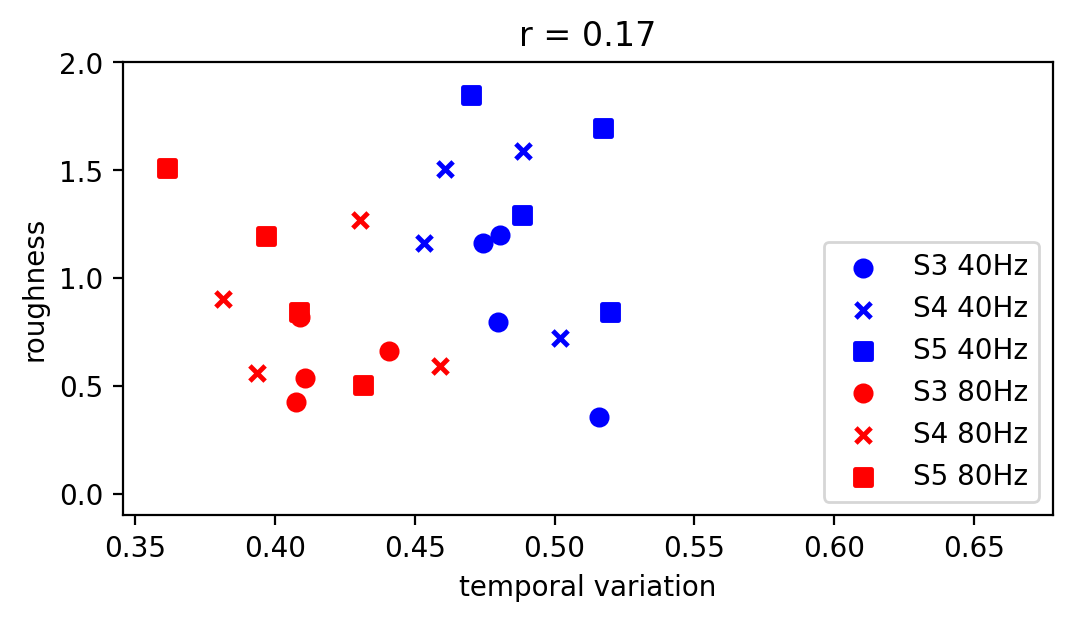 r = 0.17
2.0
1.5
1.0
0.5
0.0
roughness
S3 40Hz
S4 40Hz
S5 40Hz
S3 80Hz
S4 80Hz
S5 80Hz
0.35 0.40 0.45 0.50 0.55 0.60 0.65
temporal variation